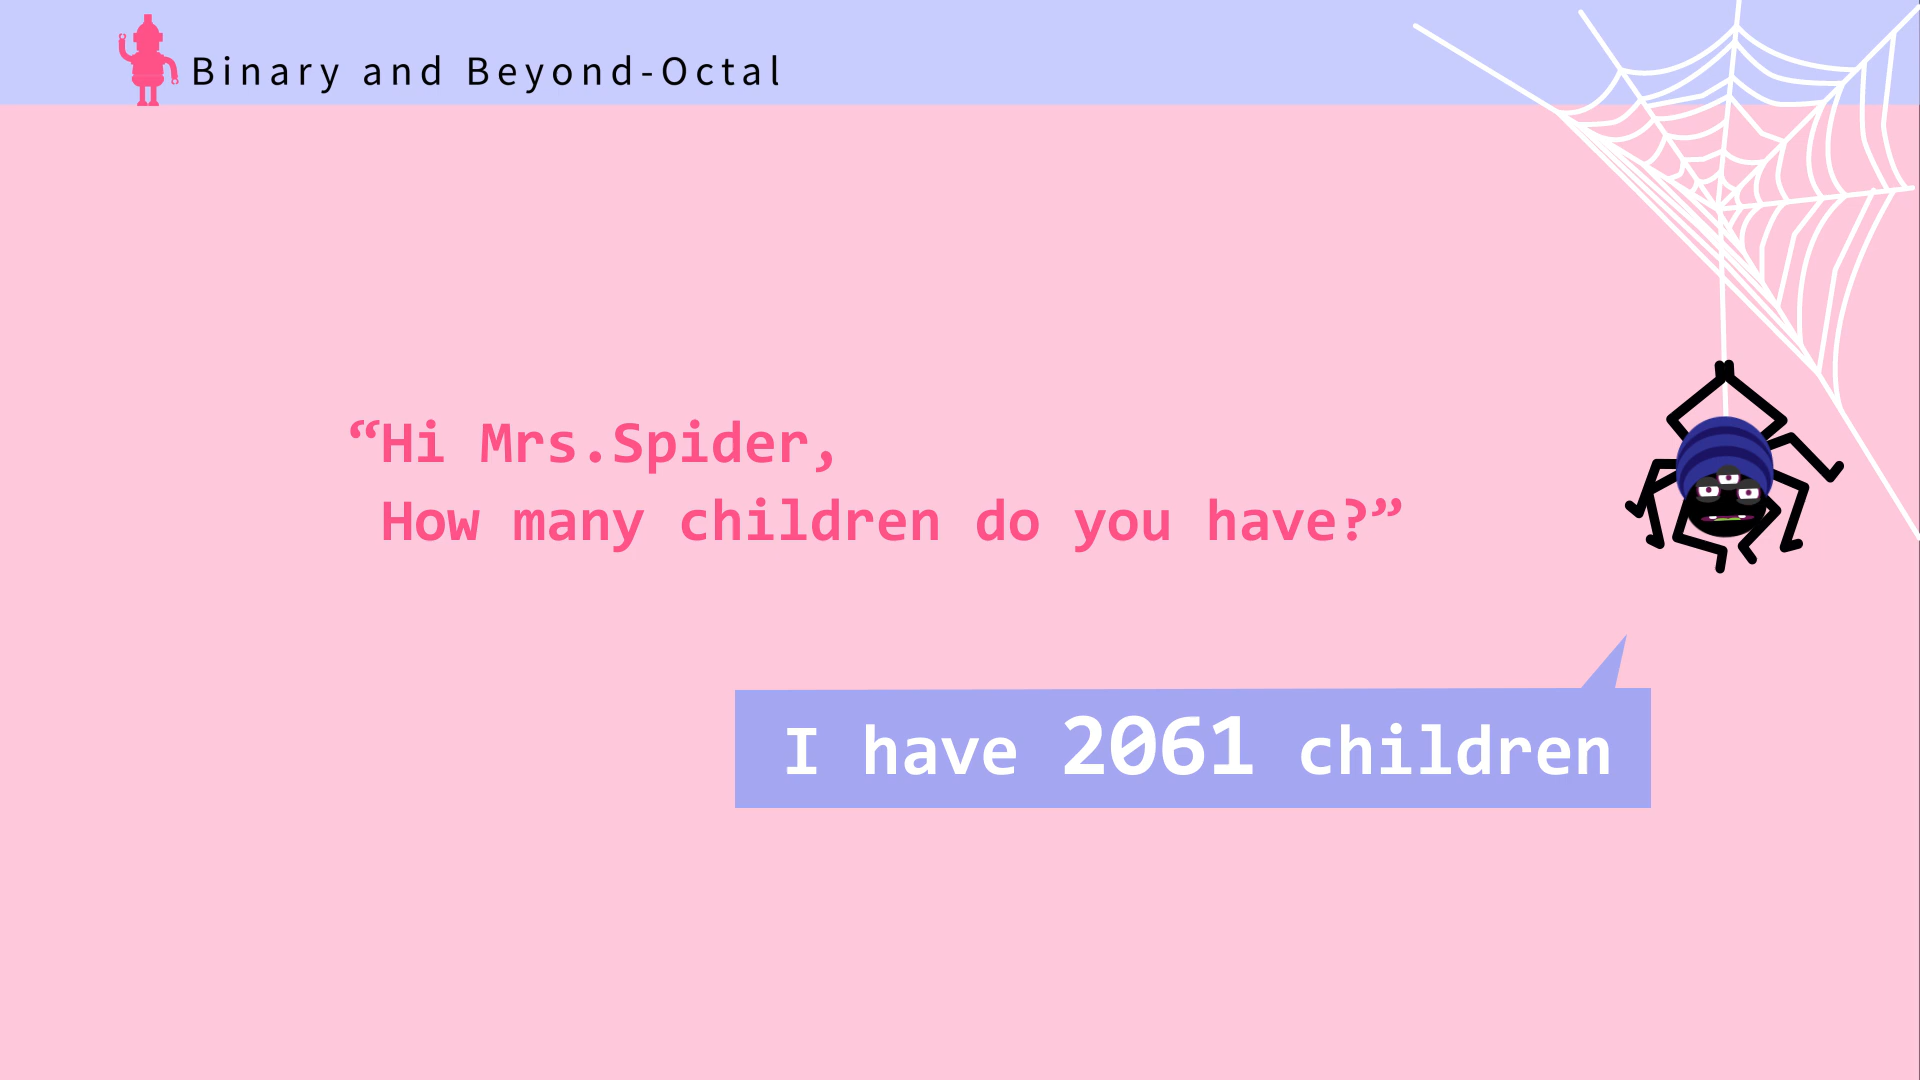 Binary and Beyond-Octal
“Hi Mrs.Spider,
How many children do you have?”
I have 2061 children